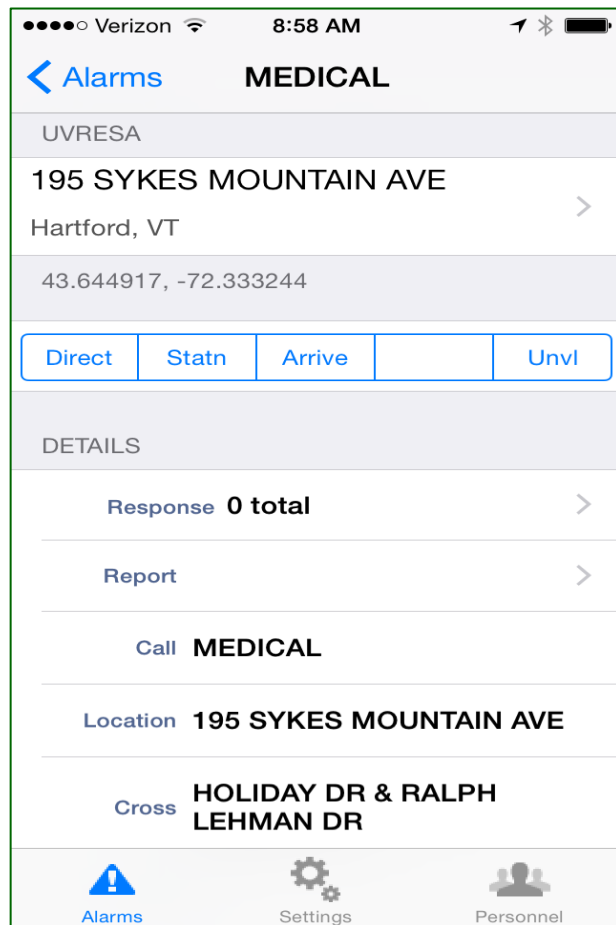 Verizon 8:58 AM
Alarms MEDICAL
UVRESA
195 SYKES MOUNTAIN AVE
Hartford, VT
43.644917, -72.333244
Direct Statn Arrive Unvl
DETAILS
Response 0 total
Report
Call MEDICAL
Location 195 SYKES MOUNTAIN AVE
Cross HOLIDAY DR & RALPH
LEHMAN DR
Alarms Settings Personnel